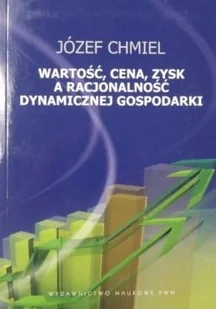 JÓZEF CHMIEL
WARTOŚĆ, CENA, ZYSK
A RACJONALNOŚĆ
DYNAMICZNEJ GOSPODARKI
WYDAWNICTWO NAUKOWE PWN